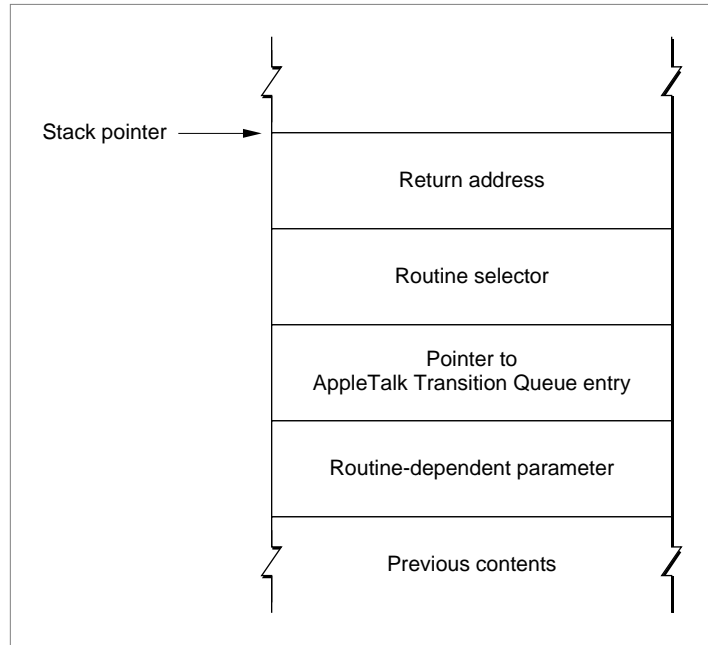 Stack pointer
Return address
Routine selector
Pointer to
AppleTalk Transition Queue entry
Routine-dependent parameter
Previous contents